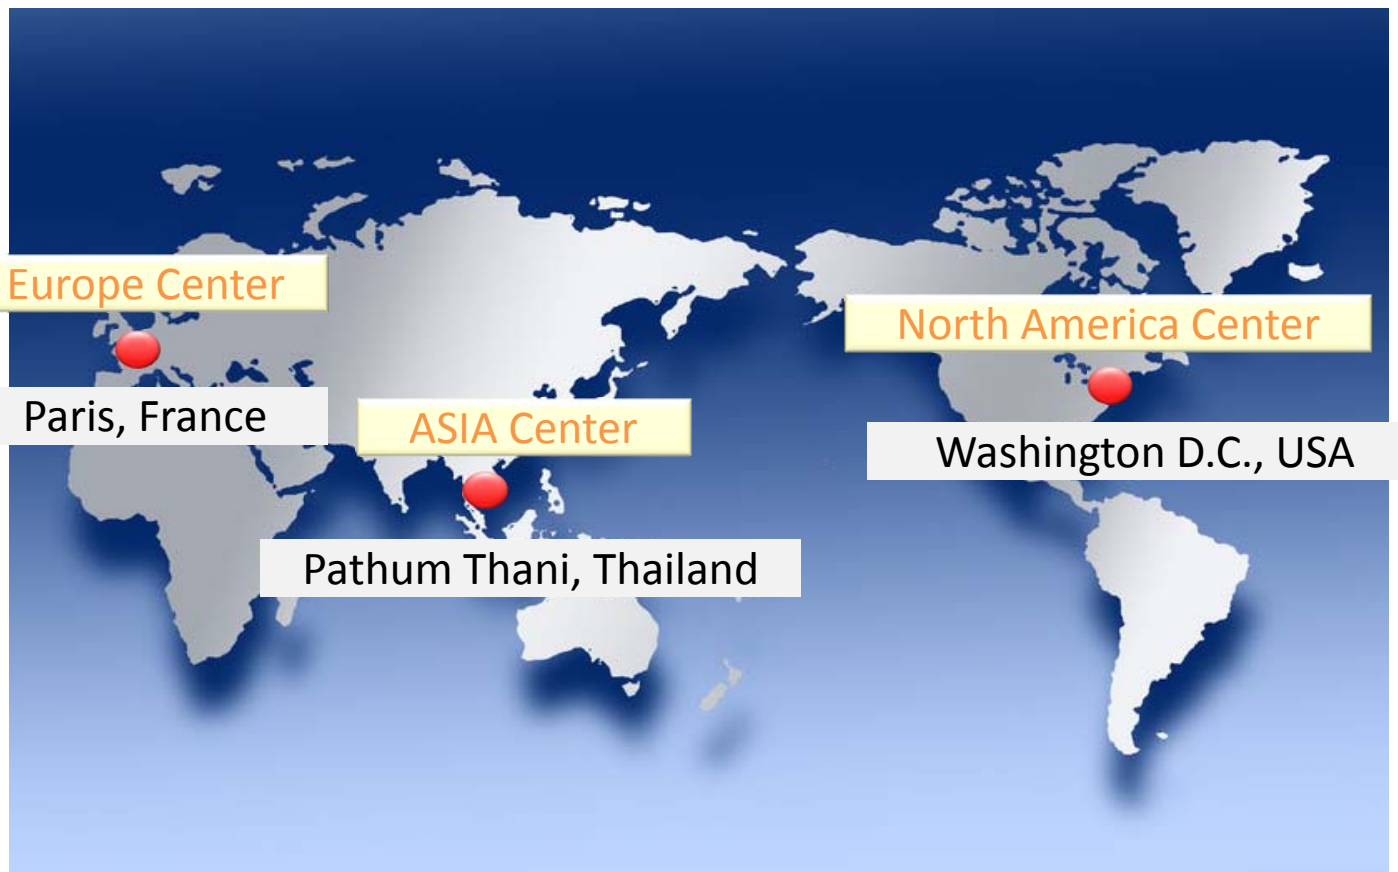 Europe Center
North America Center
Paris, France
ASIA Center
Washington D.C., USA
Pathum Thani, Thailand